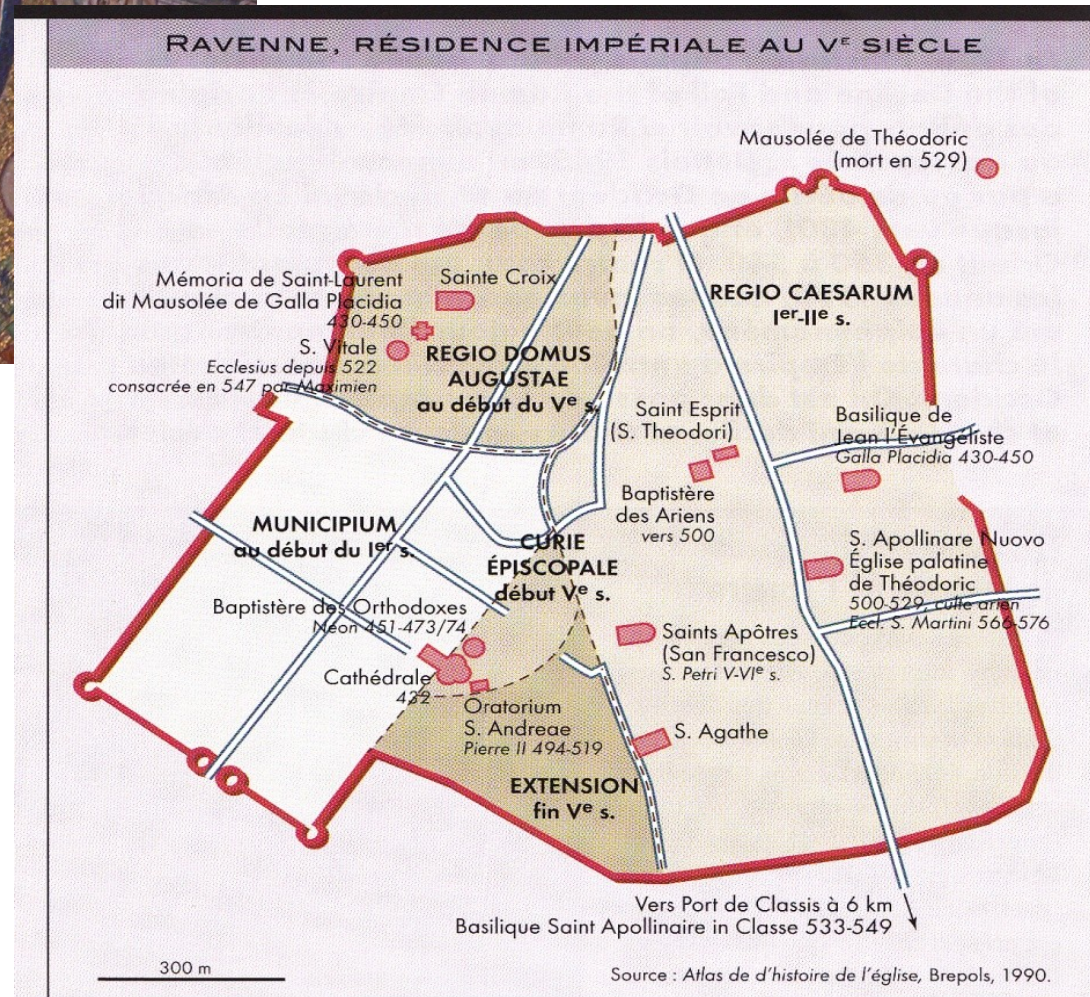 RAVENNE, RÉSIDENCE IMPÉRIALE AU Vᴱ SIÈCLE
Mausolée de Théodoric
(mort en 529)
Mémoria de Saint-Laurent
dit Mausolée de Galla Placidia
430-450
Sainte Croix
S. Vitale
Ecclesius depuis 522
consacrée en 547 par Maximien
REGIO DOMUS
AUGUSTAE
au début du Vᵉ s.
REGIO CAESARUM
Iᵉʳ-IIᵉ s.
Saint Esprit
(S. Theodori)
Basilique de
Jean l'Évangéliste
Galla Placidia 430-450
Baptistère
des Ariens
vers 500
MUNICIPIUM
au début du Iᵉʳ s.
CURIE
ÉPISCOPALE
début Vᵉ s.
S. Apollinare Nuovo
Église palatine
de Théodoric
500-529, culte arien
Eccl. S. Martini 566-576
Baptistère des Orthodoxes
Néon 451-473/74
Saints Apôtres
(San Francesco)
S. Petri V-VIᵉ s.
Cathédrale
432
Oratorium
S. Andreae
Pierre II 494-519
S. Agathe
EXTENSION
fin Vᵉ s.
Vers Port de Classis à 6 km
Basilique Saint Apollinaire in Classe 533-549
300 m
Source : Atlas de d'histoire de l'église, Brepols, 1990.